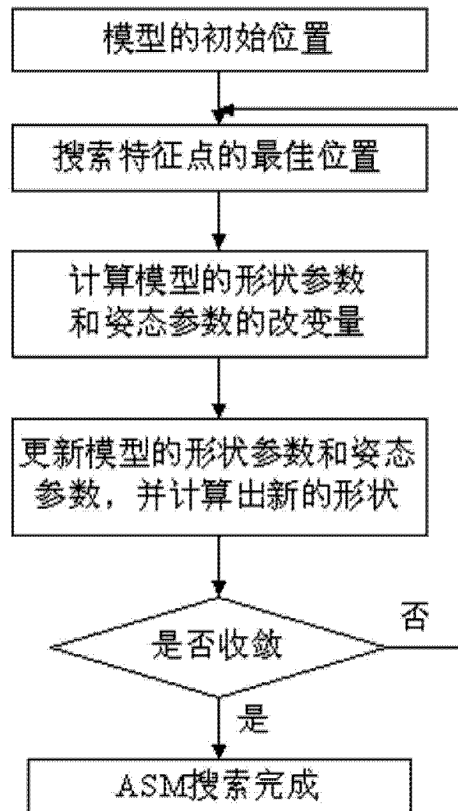 模型的初始位置
搜索特征点的最佳位置
计算模型的形状参数
和姿态参数的改变量
更新模型的形状参数和姿态
参数，并计算出新的形状
是否收敛
否
是
ASM搜索完成